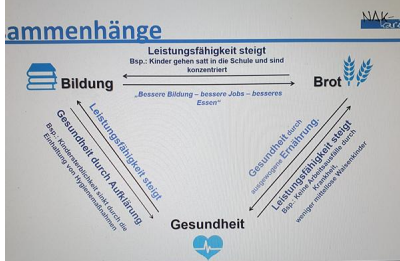 ammenhänge
NAK-
karitativ
Leistungsfähigkeit steigt
Bsp.: Kinder gehen satt in die Schule und sind
konzentriert
Bildung
Brot
„Bessere Bildung – bessere Jobs – besseres
Essen“
Leistungsfähigkeit steigt
Gesundheit durch Aufklärung
Bsp.: Kindersterblichkeit sinkt durch die
Einhaltung von Hygienemaßnahmen
Gesundheit durch
ausgewogene Ernährung.
Leistungsfähigkeit steigt
Bsp.: Keine Arbeitsausfälle durch
Krankheit,
weniger mittellose Waisenkinder
Gesundheit